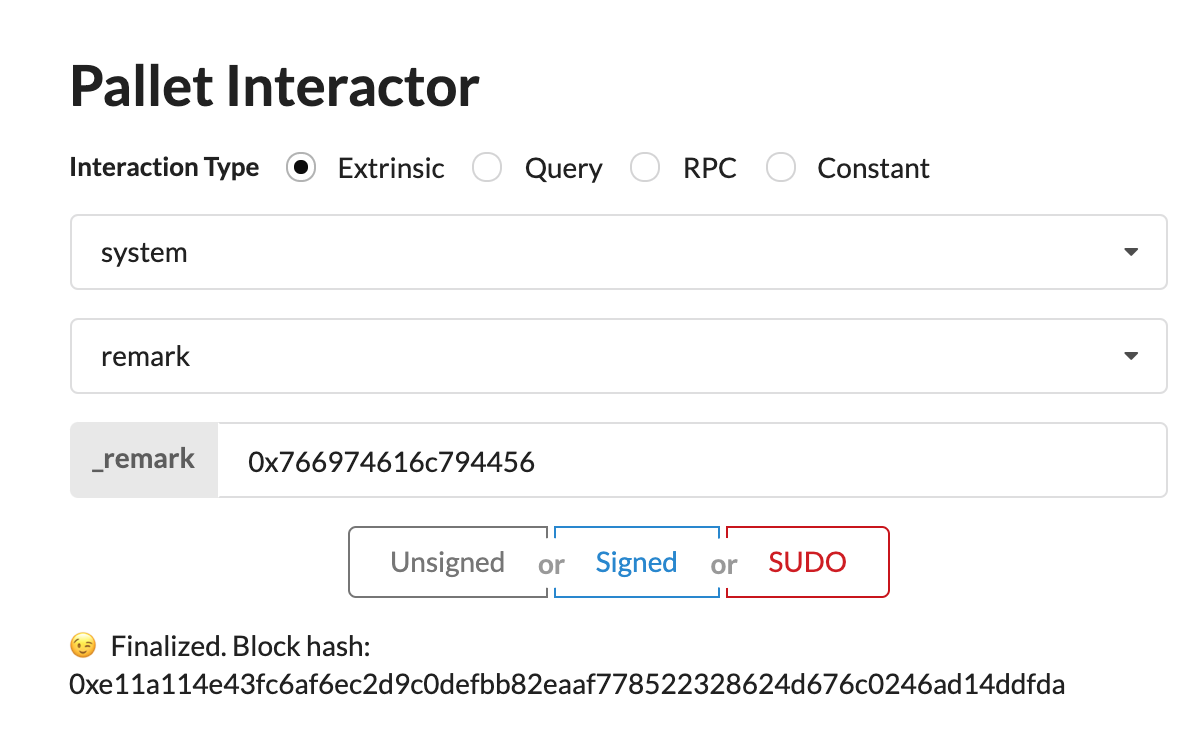 Pallet Interactor
Interaction Type Extrinsic Query RPC Constant
system
remark
_remark 0x766974616c794456
Unsigned or Signed or SUDO
😉 Finalized. Block hash:
0xe11a114e43fc6af6ec2d9c0defbb82eaaf778522328624d676c0246ad14ddfda